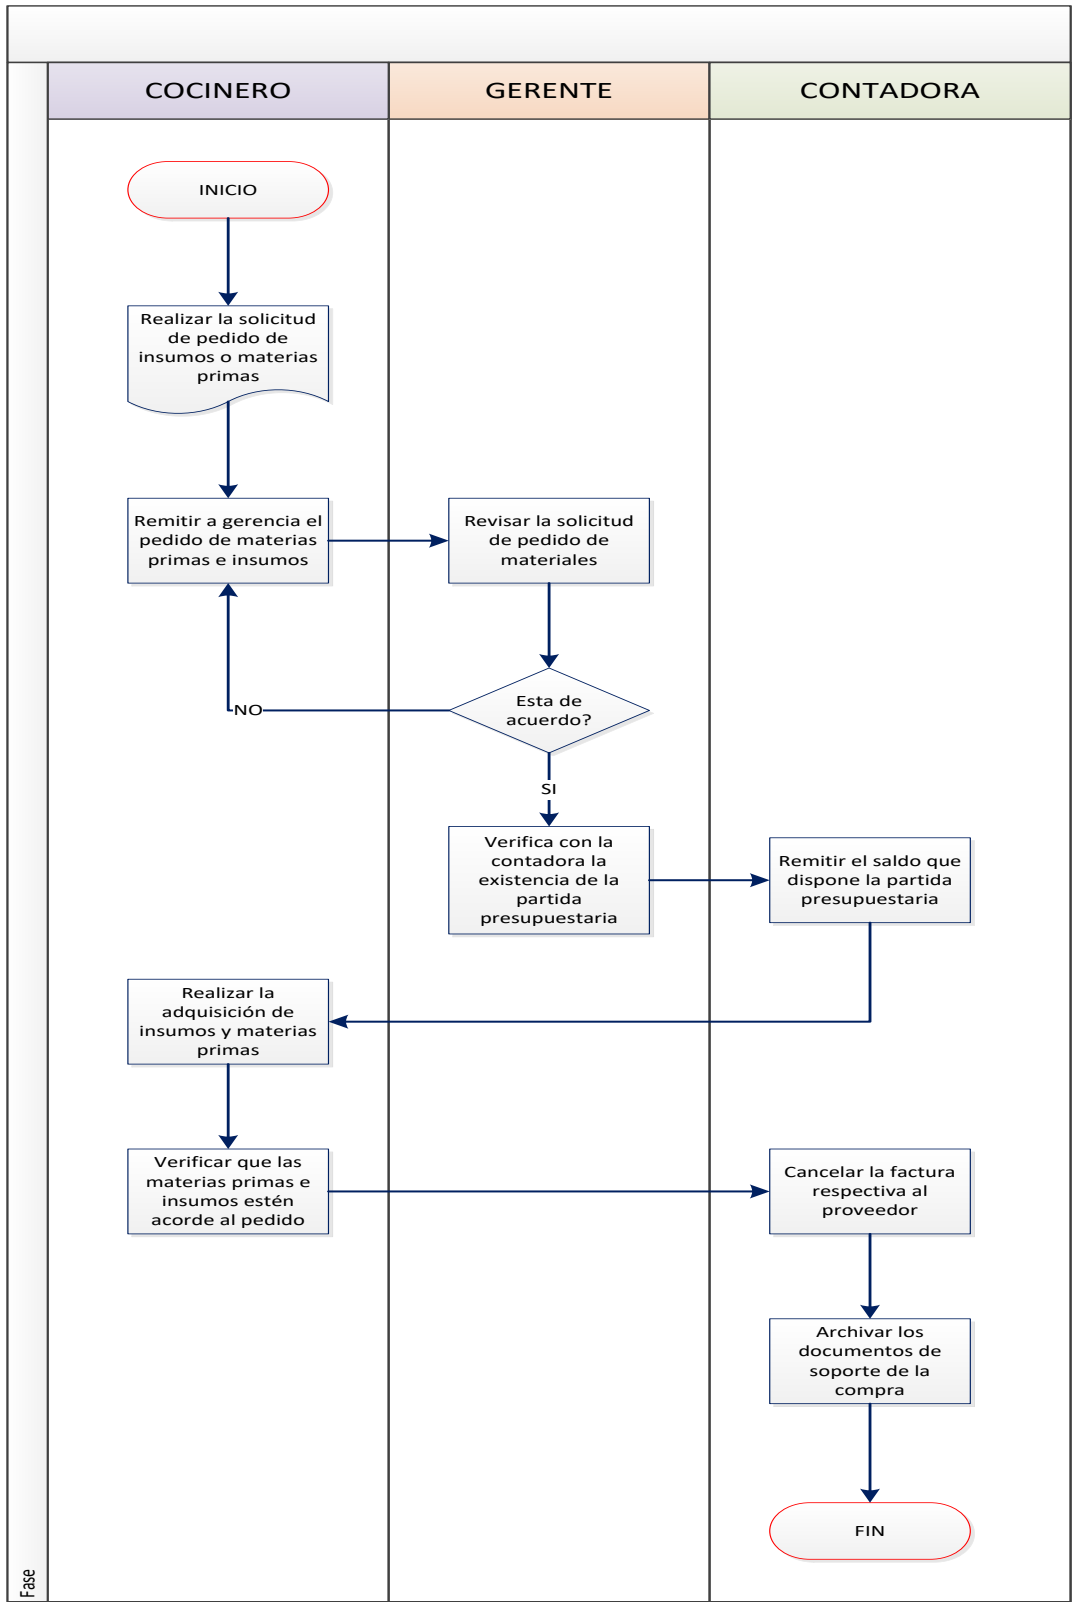 COCINERO
GERENTE
CONTADORA
INICIO
Realizar la solicitud
de pedido de
insumos o materias
primas
Remitir a gerencia el
pedido de materias
primas e insumos
Revisar la solicitud
de pedido de
materiales
Esta de
acuerdo?
NO
SI
Verifica con la
contadora la
existencia de la
partida
presupuestaria
Remitir el saldo que
dispone la partida
presupuestaria
Realizar la
adquisición de
insumos y materias
primas
Verificar que las
materias primas e
insumos estén
acorde al pedido
Cancelar la factura
respectiva al
proveedor
Archivar los
documentos de
soporte de la
compra
FIN
Fase